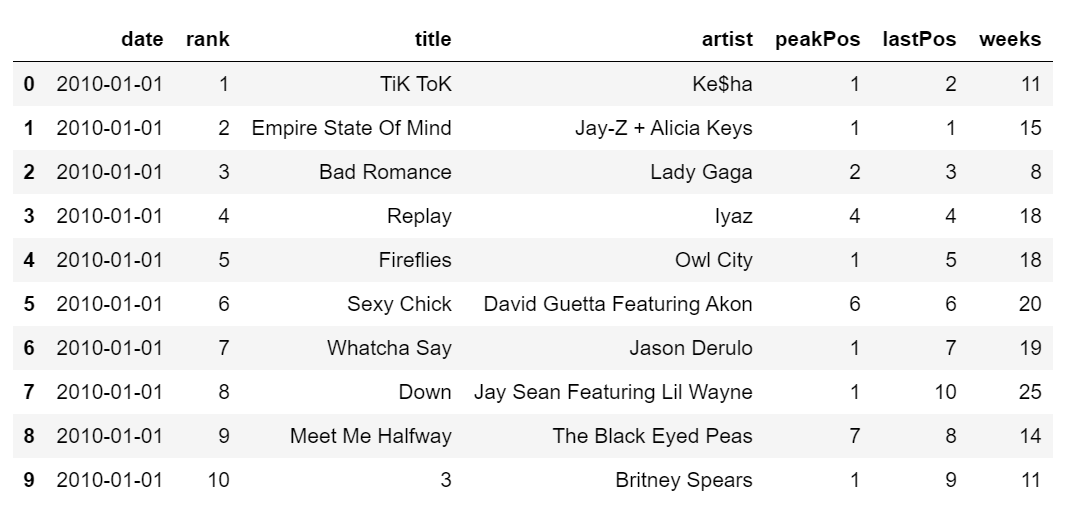 date rank title artist peakPos lastPos weeks
0 2010-01-01 1 TiK ToK Ke$ha 1 2 11
1 2010-01-01 2 Empire State Of Mind Jay-Z + Alicia Keys 1 1 15
2 2010-01-01 3 Bad Romance Lady Gaga 2 3 8
3 2010-01-01 4 Replay Iyaz 4 4 18
4 2010-01-01 5 Fireflies Owl City 1 5 18
5 2010-01-01 6 Sexy Chick David Guetta Featuring Akon 6 6 20
6 2010-01-01 7 Whatcha Say Jason Derulo 1 7 19
7 2010-01-01 8 Down Jay Sean Featuring Lil Wayne 1 10 25
8 2010-01-01 9 Meet Me Halfway The Black Eyed Peas 7 8 14
9 2010-01-01 10 3 Britney Spears 1 9 11